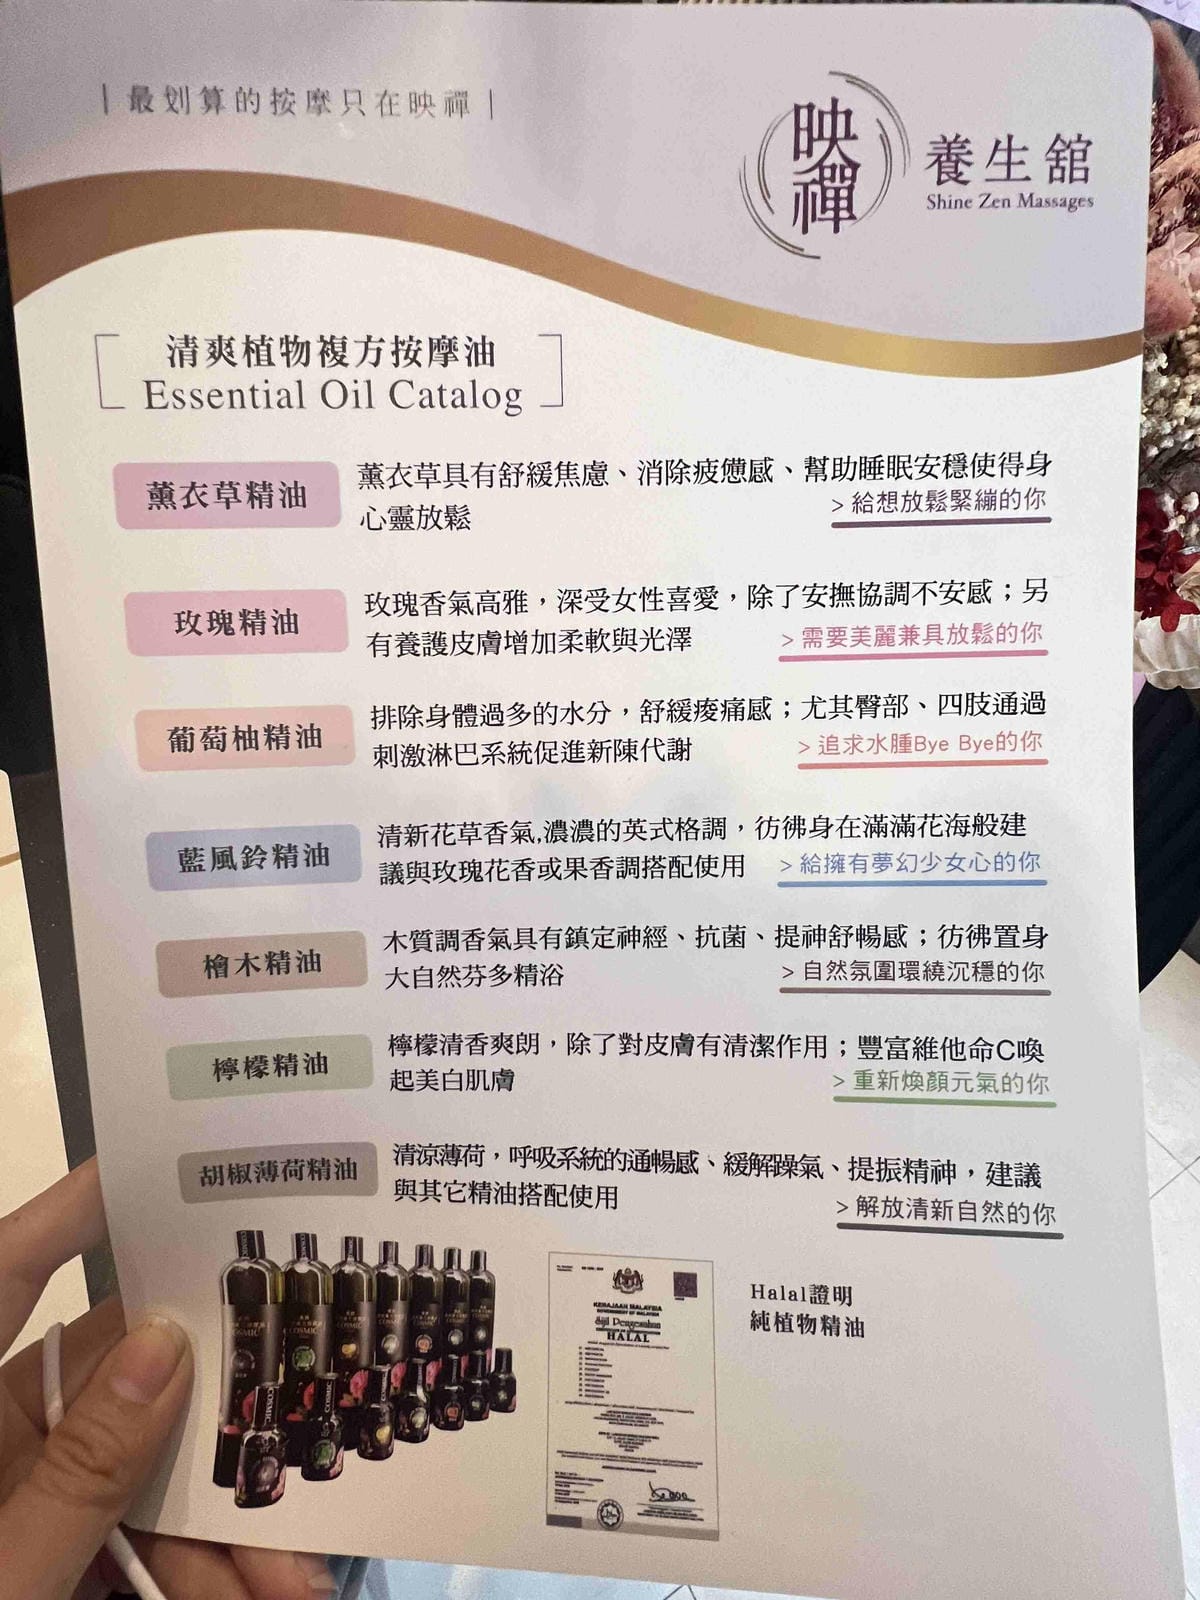 | 最划算的按摩只在映禪 |
映禪
養生舘
Shine Zen Massages
清爽植物複方按摩油
Essential Oil Catalog
薰衣草精油
薰衣草具有舒緩焦慮、消除疲憊感、幫助睡眠安穩使得身
心靈放鬆
> 給想放鬆緊繃的你
玫瑰精油
玫瑰香氣高雅，深受女性喜愛，除了安撫協調不安感；另
有養護皮膚增加柔軟與光澤
> 需要美麗兼具放鬆的你
葡萄柚精油
排除身體過多的水分，舒緩痠痛感；尤其臀部、四肢通過
刺激淋巴系統促進新陳代謝
> 追求水腫Bye Bye的你
藍風鈴精油
清新花草香氣,濃濃的英式格調，彷彿身在滿滿花海般建
議與玫瑰花香或果香調搭配使用
> 給擁有夢幻少女心的你
檜木精油
木質調香氣具有鎮定神經、抗菌、提神舒暢感；彷彿置身
大自然芬多精浴
> 自然氛圍環繞沉穩的你
檸檬精油
檸檬清香爽朗，除了對皮膚有清潔作用；豐富維他命C喚
起美白肌膚
> 重新煥顏元氣的你
胡椒薄荷精油
清涼薄荷，呼吸系統的通暢感、緩解躁氣、提振精神，建議
與其它精油搭配使用
> 解放清新自然的你
COSMIC
COSMIC
COSMIC
KERAJAAN MALAYSIA
GOVERNMENT OF MALAYSIA
Sijil Pengesahan
HALAL
Halal證明
純植物精油